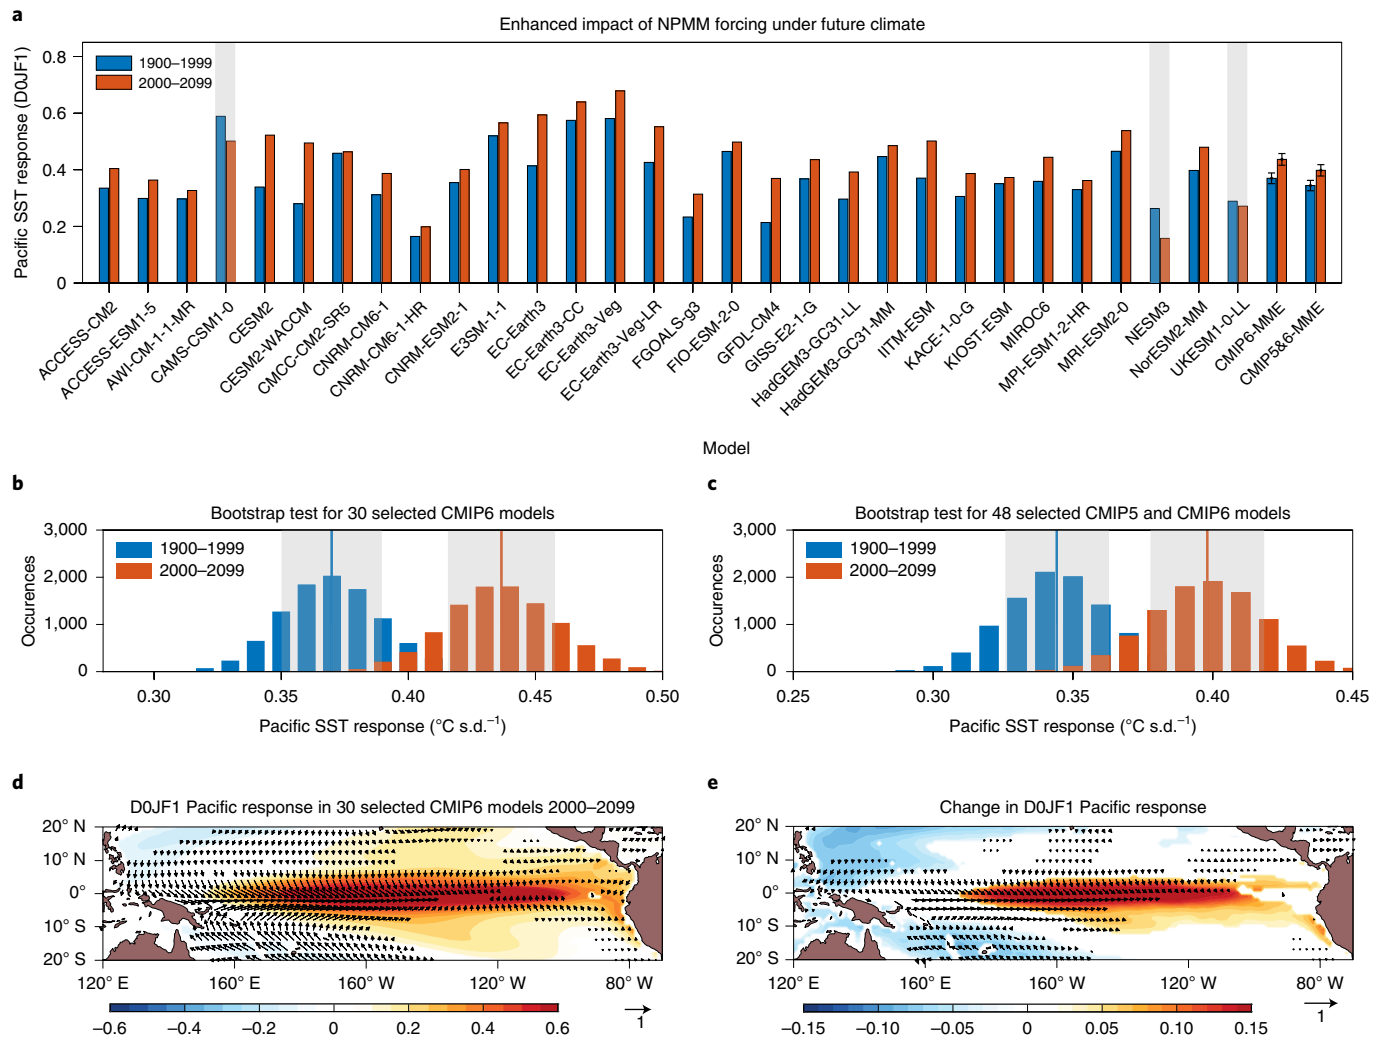 a
Enhanced impact of NPMM forcing under future climate
Pacific SST response (D0JF1)
0.8
0.6
0.4
0.2
0
1900–1999
2000–2099
ACCESS-CM2
ACCESS-ESM1-5
AWI-CM-1-1-MR
CAMS-CSM1-0
CESM2
CESM2-WACCM
CMCC-CM2-SR5
CNRM-CM6-1
CNRM-CM6-1-HR
CNRM-ESM2-1
E3SM-1-1
EC-Earth3
EC-Earth3-CC
EC-Earth3-Veg
EC-Earth3-Veg-LR
FGOALS-g3
FIO-ESM-2-0
GFDL-CM4
GISS-E2-1-G
HadGEM3-GC31-LL
HadGEM3-GC31-MM
IITM-ESM
KACE-1-0-G
KIOST-ESM
MIROC6
MPI-ESM1-2-HR
MRI-ESM2-0
NESM3
NorESM2-MM
UKESM1-0-LL
CMIP6-MME
CMIP5&6-MME
Model
b
Bootstrap test for 30 selected CMIP6 models
Occurences
3,000
2,000
1,000
0
1900–1999
2000–2099
0.30 0.35 0.40 0.45 0.50
Pacific SST response (°C s.d.⁻¹)
c
Bootstrap test for 48 selected CMIP5 and CMIP6 models
Occurences
3,000
2,000
1,000
0
1900–1999
2000–2099
0.25 0.30 0.35 0.40 0.45
Pacific SST response (°C s.d.⁻¹)
d
D0JF1 Pacific response in 30 selected CMIP6 models 2000–2099
20° N
10° N
0°
10° S
20° S
120° E 160° E 160° W 120° W 80° W
−0.6 −0.4 −0.2 0 0.2 0.4 0.6
1
e
Change in D0JF1 Pacific response
20° N
10° N
0°
10° S
20° S
120° E 160° E 160° W 120° W 80° W
−0.15 −0.10 −0.05 0 0.05 0.10 0.15
1